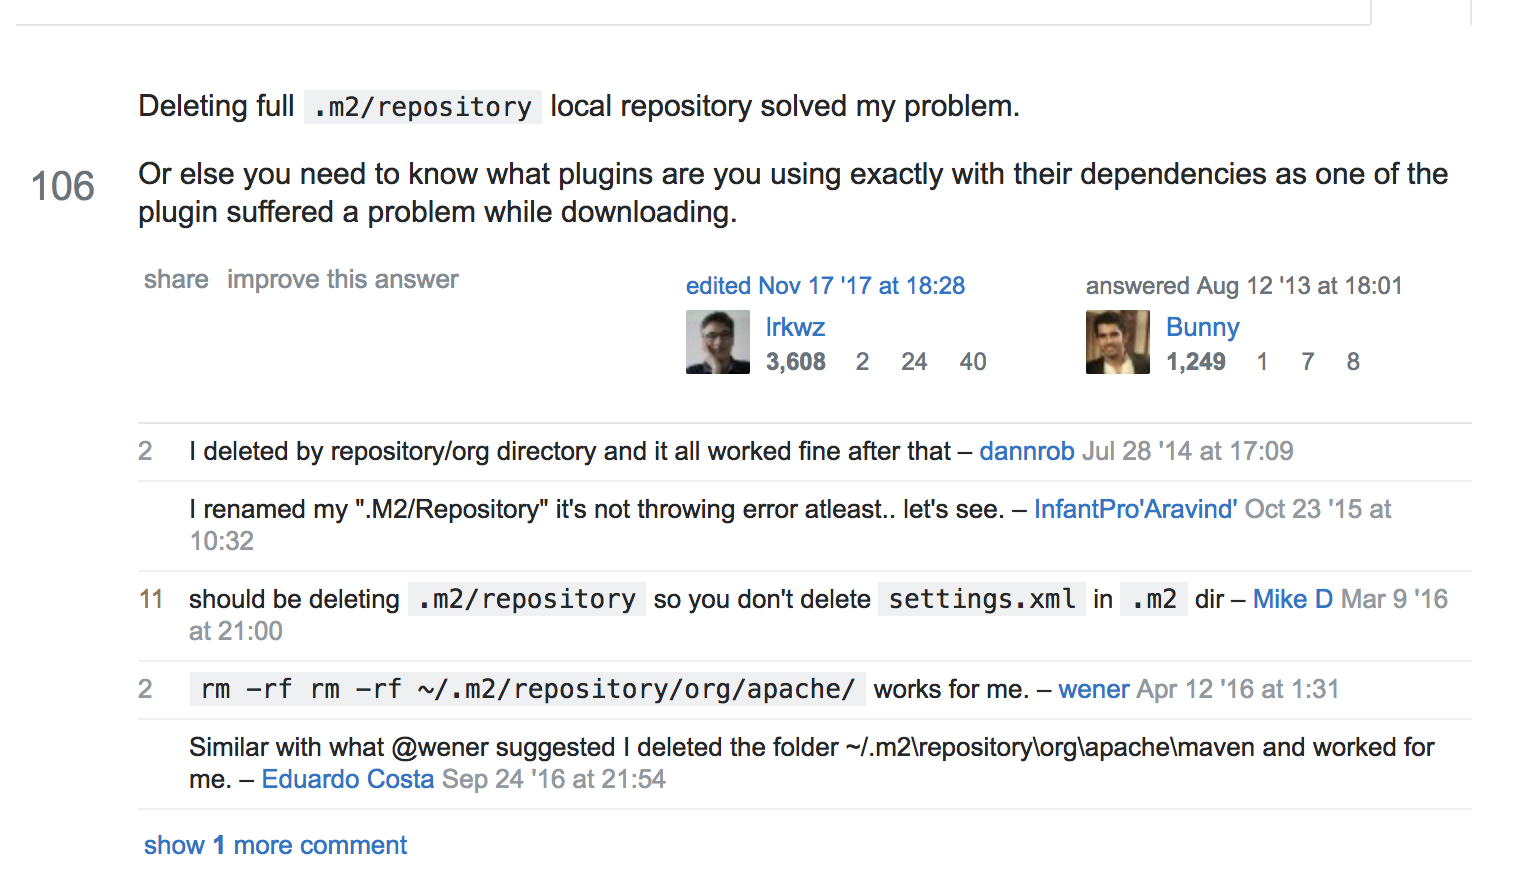 Deleting full .m2/repository local repository solved my problem.
106
Or else you need to know what plugins are you using exactly with their dependencies as one of the
plugin suffered a problem while downloading.
share improve this answer
edited Nov 17 '17 at 18:28
lrkwz
3,608 2 24 40
answered Aug 12 '13 at 18:01
Bunny
1,249 1 7 8
2 I deleted by repository/org directory and it all worked fine after that – dannrob Jul 28 '14 at 17:09
I renamed my ".M2/Repository" it's not throwing error atleast.. let's see. – InfantPro'Aravind' Oct 23 '15 at
10:32
11 should be deleting .m2/repository so you don't delete settings.xml in .m2 dir – Mike D Mar 9 '16
at 21:00
2 rm -rf rm -rf ~/.m2/repository/org/apache/ works for me. – wener Apr 12 '16 at 1:31
Similar with what @wener suggested I deleted the folder ~/.m2\repository\org\apache\maven and worked for
me. – Eduardo Costa Sep 24 '16 at 21:54
show 1 more comment